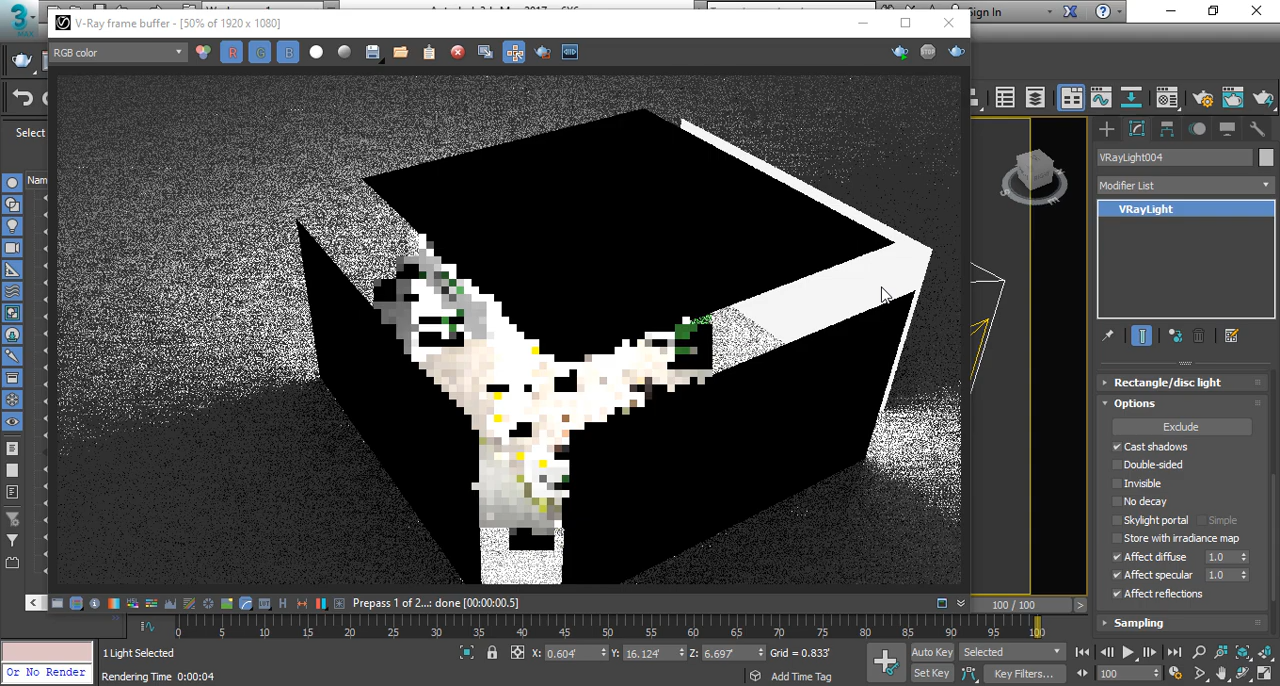 V-Ray frame buffer - [50% of 1920 x 1080]
Sign In
3
MAX
RGB color
R
G
B
STOP
Select
VRayLight004
Nam
Modifier List
VRayLight
Rectangle/disc light
Options
Exclude
Cast shadows
Double-sided
Invisible
No decay
Skylight portal
Simple
Store with irradiance map
Affect diffuse
1.0
Affect specular
1.0
Affect reflections
Sampling
H
Prepass 1 of 2...: done [00:00:00.5]
100 / 100
0 5 10 15 20 25 30 35 40 45 50 55 60 65 70 75 80 85 90 95 100
1 Light Selected
X: 0.604'
Y: 16.124'
Z: 6.697'
Grid = 0.833'
Auto Key
Selected
Or No Render
Rendering Time 0:00:04
Add Time Tag
Set Key
Key Filters...
100